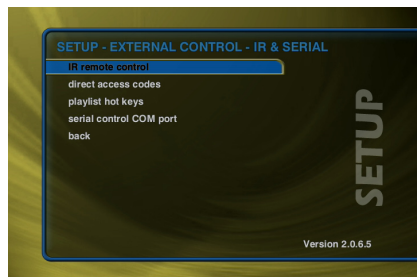 SETUP - EXTERNAL CONTROL - IR & SERIAL
IR remote control
direct access codes
playlist hot keys
serial control COM port
back
SETUP
Version 2.0.6.5